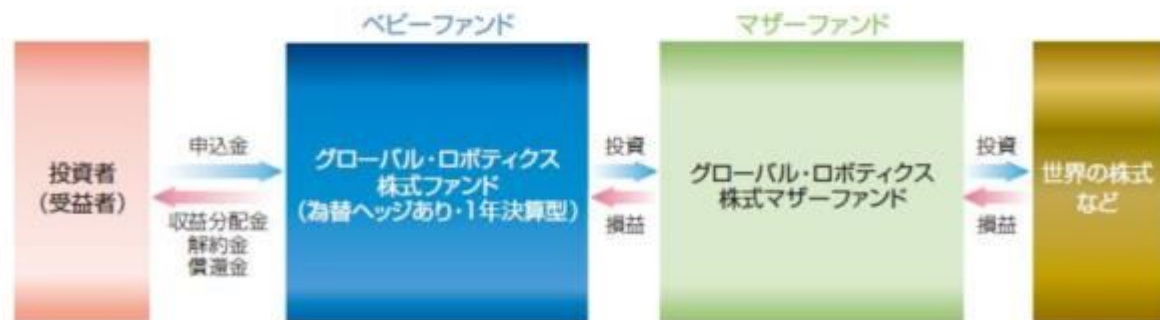 ベビーファンド
マザーファンド
投資者
(受益者)
申込金
収益分配金
解約金
償還金
グローバル・ロボティクス
株式ファンド
(為替ヘッジあり・1年決算型)
投資
損益
グローバル・ロボティクス
株式マザーファンド
投資
損益
世界の株式
など